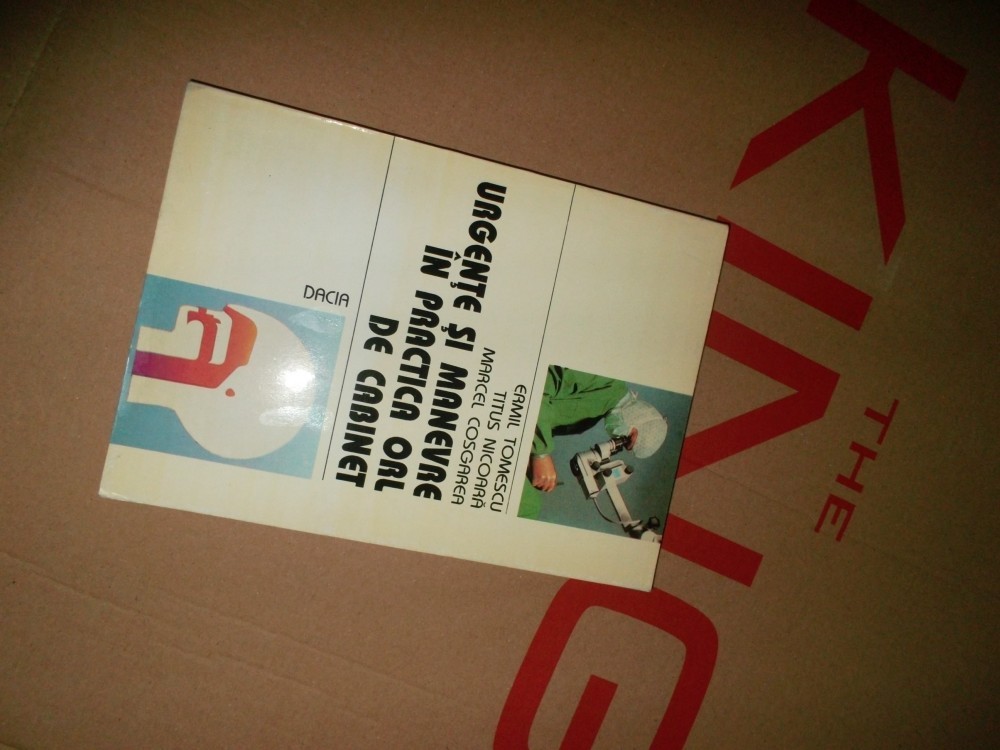 ERMIL TOMESCU
TITUS NICOARĂ
MARCEL COSGAREA
URGENȚE ȘI MANEVRE
ÎN PRACTICA ORL
DE CABINET
DACIA
THE
KING